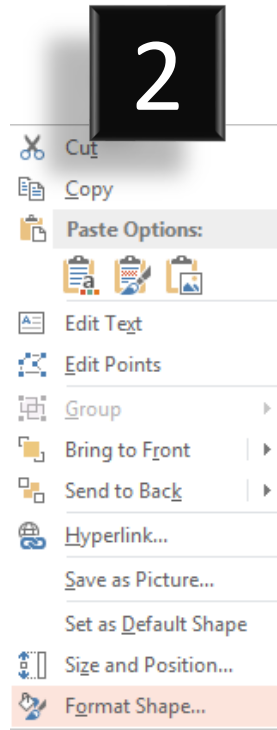 2
Cut
Copy
Paste Options:
a
Edit Text
Edit Points
Group
Bring to Front
Send to Back
Hyperlink...
Save as Picture...
Set as Default Shape
Size and Position...
Format Shape...